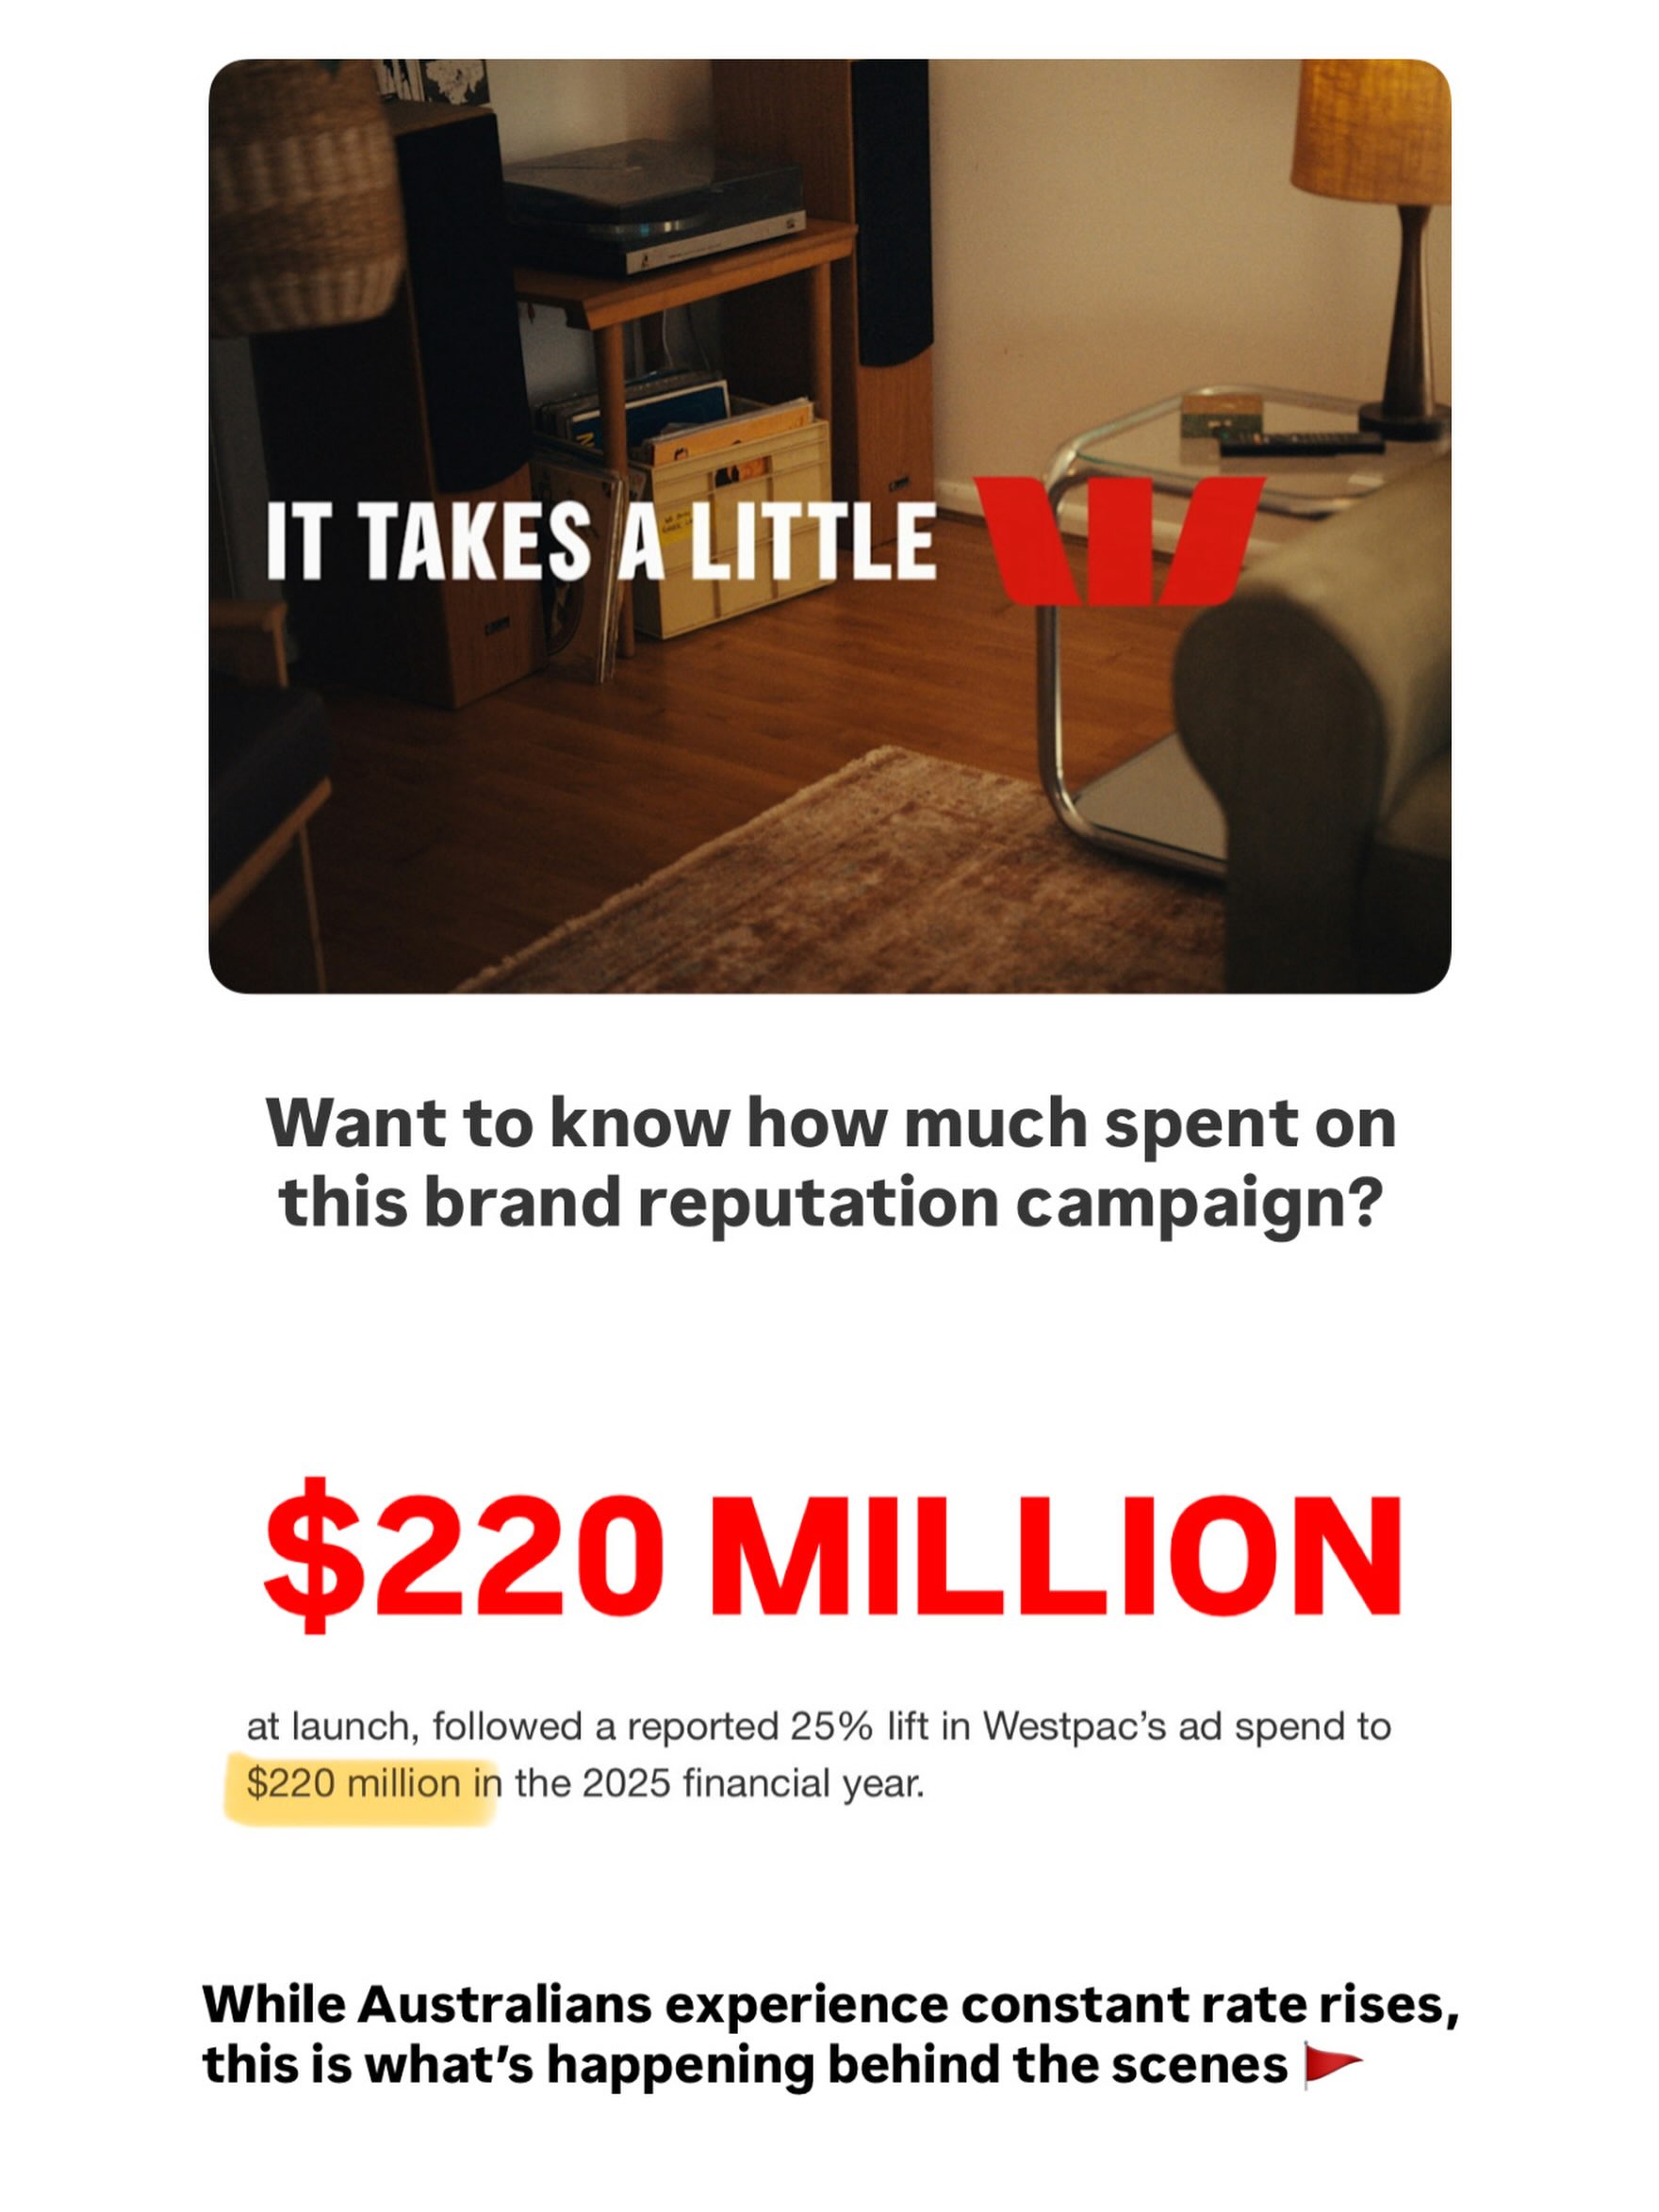 IT TAKES A LITTLE
Want to know how much spent on
this brand reputation campaign?
$220 MILLION
at launch, followed a reported 25% lift in Westpac’s ad spend to
$220 million in the 2025 financial year.
While Australians experience constant rate rises,
this is what’s happening behind the scenes 🚩